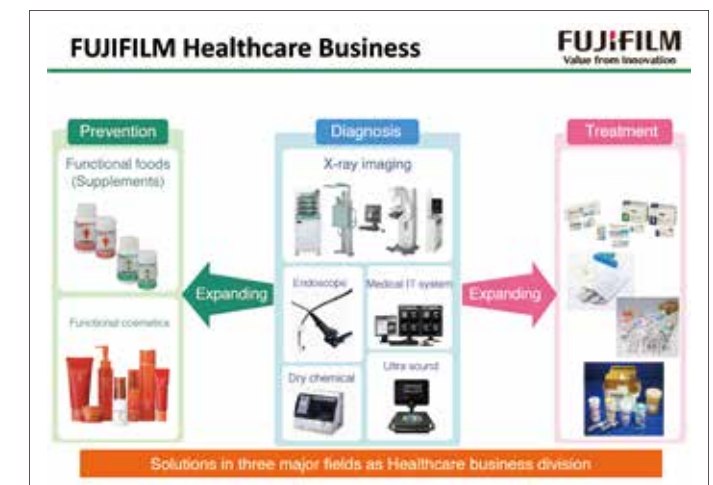 FUJIFILM Healthcare Business
FUJIFILM
Value from Innovation
Prevention
Functional foods
(Supplements)
Functional cosmetics
Expanding
Diagnosis
X-ray imaging
Endoscope
Medical IT system
Dry chemical
Ultra sound
Expanding
Treatment
Solutions in three major fields as Healthcare business division